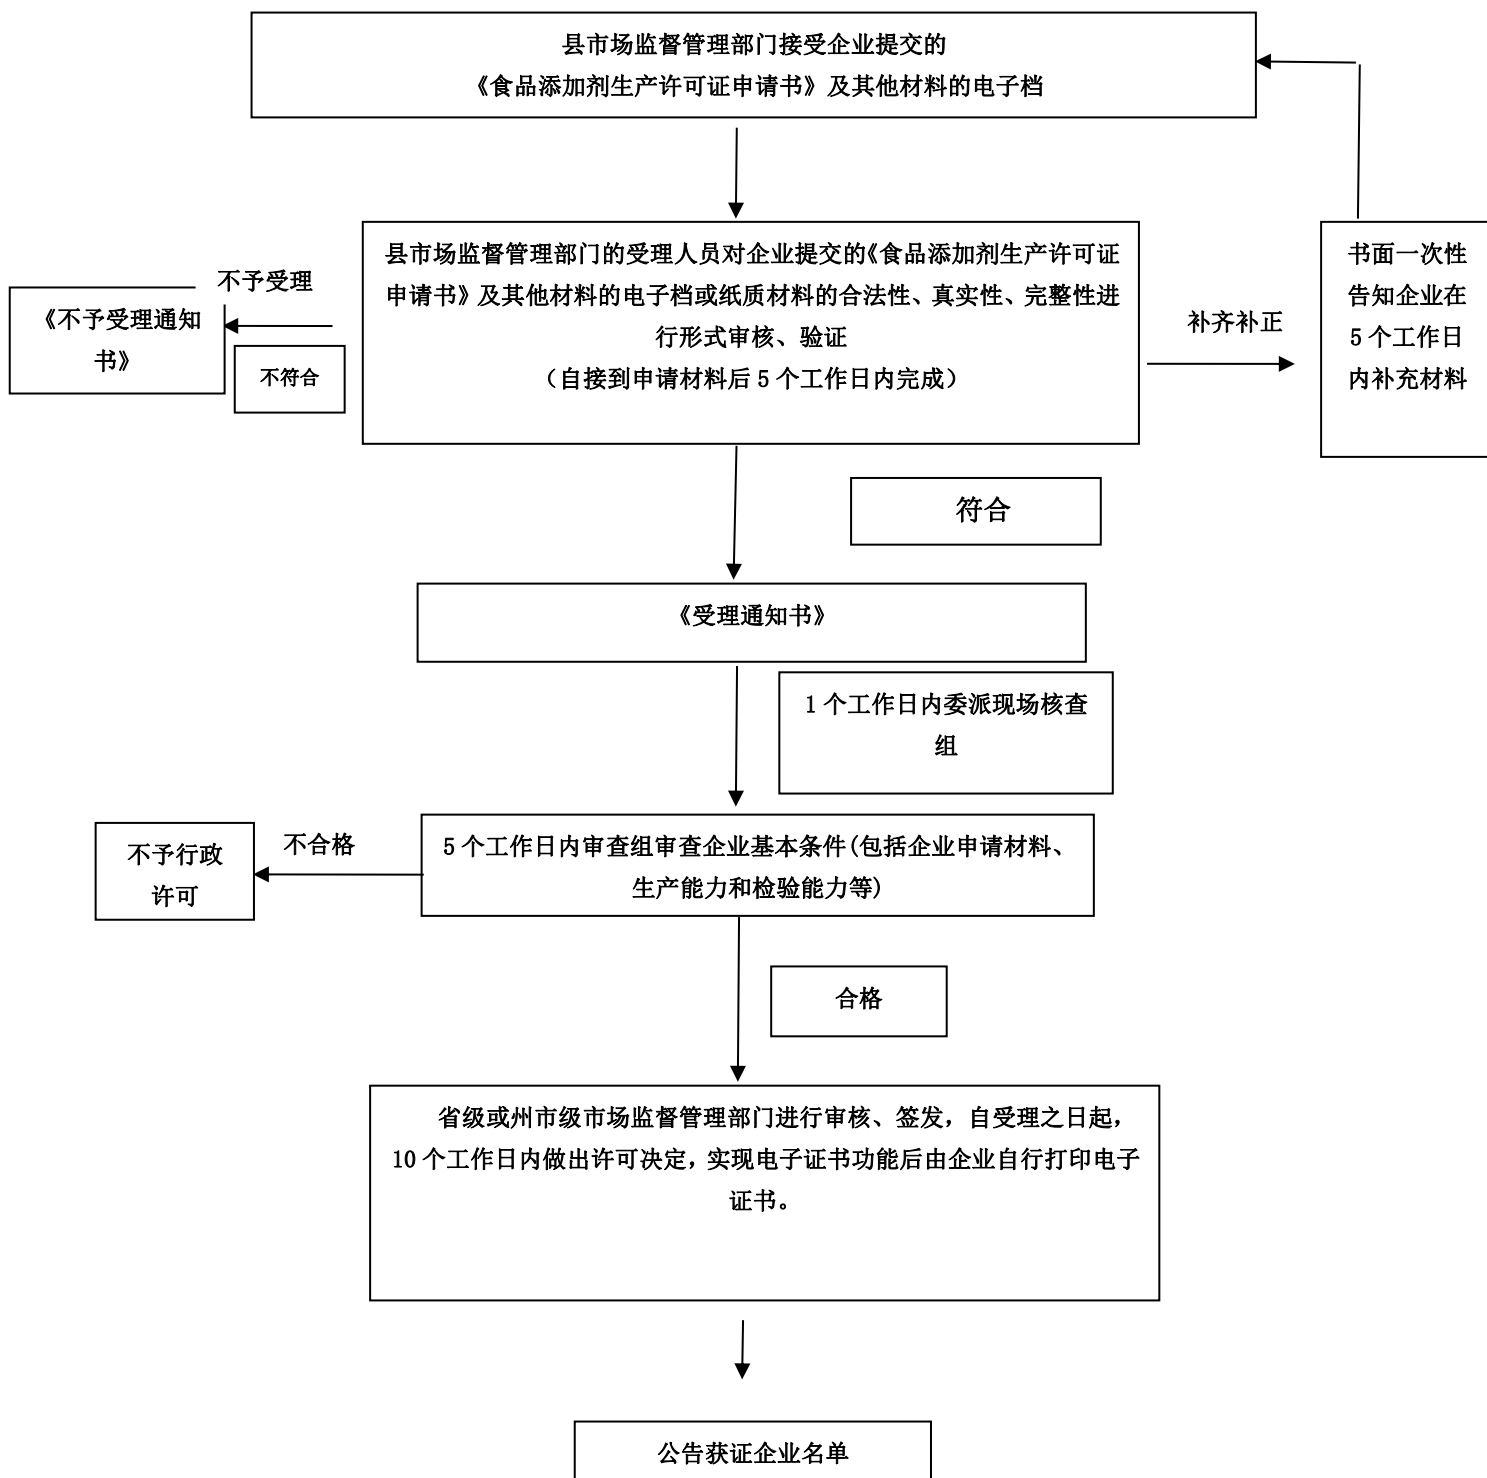 县市场监督管理部门接受企业提交的
《食品添加剂生产许可证申请书》及其他材料的电子档
县市场监督管理部门的受理人员对企业提交的《食品添加剂生产许可证
申请书》及其他材料的电子档或纸质材料的合法性、真实性、完整性进
行形式审核、验证
（自接到申请材料后 5 个工作日内完成）
不予受理
《不予受理通知
书》
不符合
补齐补正
书面一次性
告知企业在
5 个工作日
内补充材料
符合
《受理通知书》
1 个工作日内委派现场核查
组
5 个工作日内审查组审查企业基本条件(包括企业申请材料、
生产能力和检验能力等)
不合格
不予行政
许可
合格
省级或州市级市场监督管理部门进行审核、签发，自受理之日起，
10 个工作日内做出许可决定，实现电子证书功能后由企业自行打印电子
证书。
公告获证企业名单